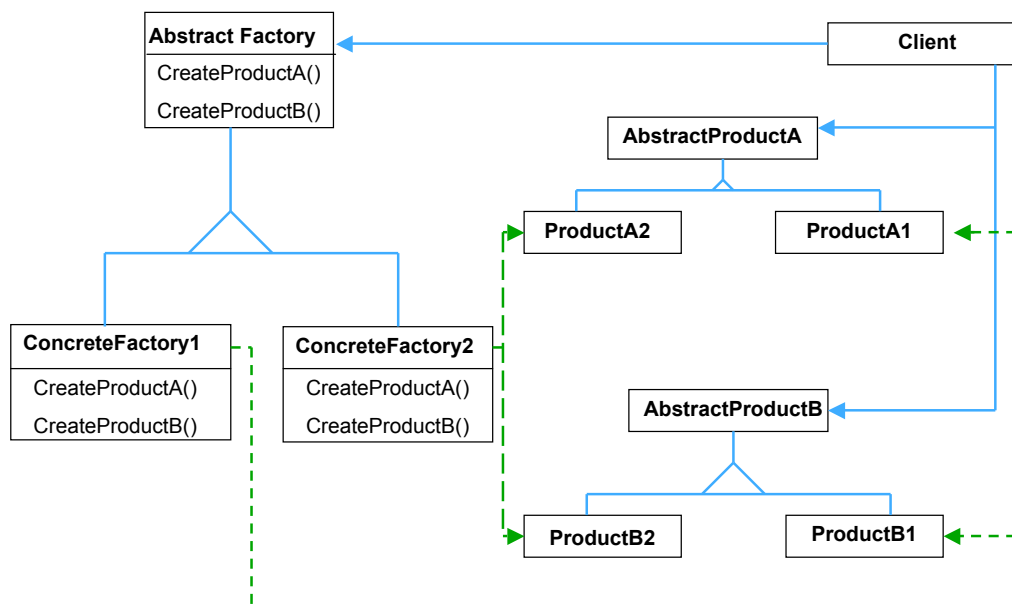 Abstract Factory
CreateProductA()
CreateProductB()
Client
AbstractProductA
ProductA2
ProductA1
ConcreteFactory1
CreateProductA()
CreateProductB()
ConcreteFactory2
CreateProductA()
CreateProductB()
AbstractProductB
ProductB2
ProductB1